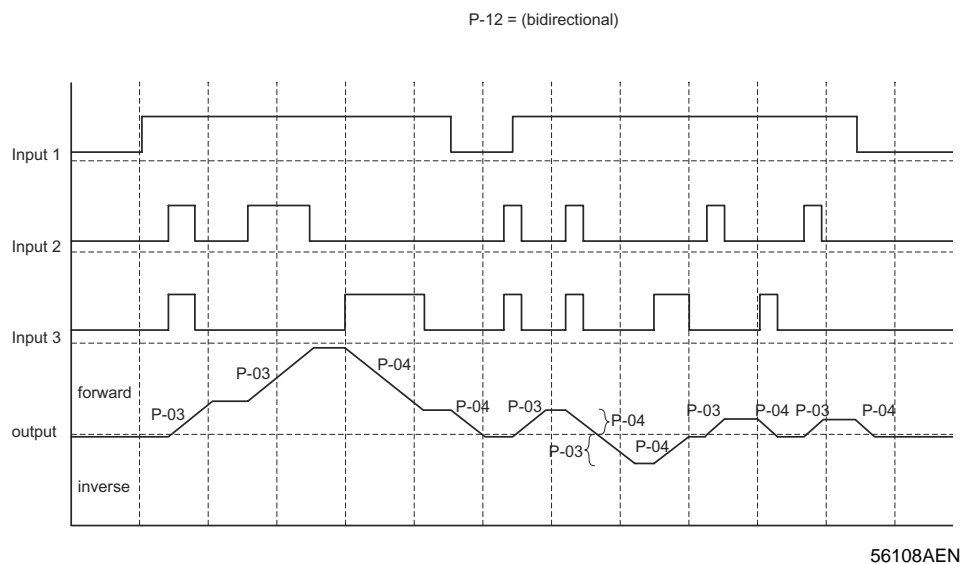 P-12 = (bidirectional)
Input 1
Input 2
Input 3
forward
P-03
P-03
P-04
P-04
P-03
P-04
P-03
P-04
P-03
P-04
P-03
P-04
output
inverse
56108AEN